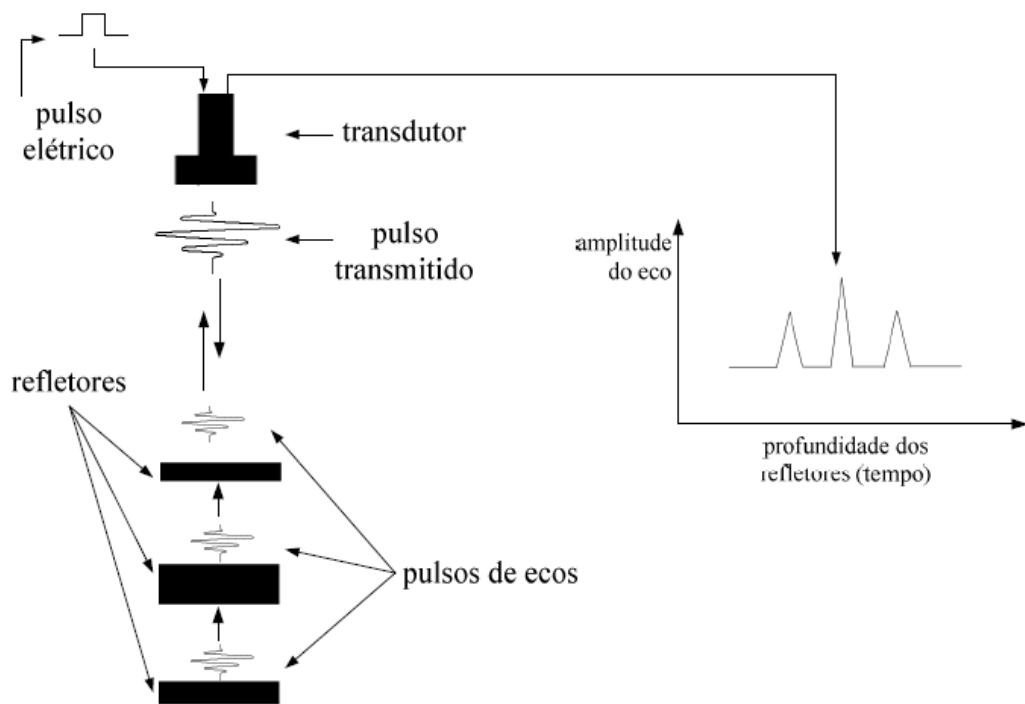 pulso
elétrico
transdutor
pulso
transmitido
amplitude
do eco
refletores
profundidade dos
refletores (tempo)
pulsos de ecos